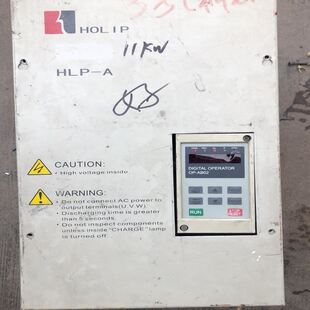 HOLIP
11KW
HLP-A
CAUTION:
• High voltage inside
WARNING:
• Do not connect AC power to
output terminals(U.V.W)
• Discharging time is greater
than 5 seconds.
• Do not inspect components
unless inside "CHARGE" lamp
is turned off.
DIGITAL OPERATOR
OP-AB02
RUN